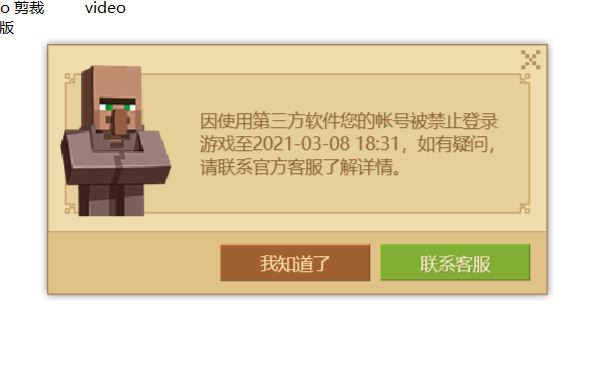 o 剪裁 video
版
因使用第三方软件您的帐号被禁止登录
游戏至2021-03-08 18:31，如有疑问，
请联系官方客服了解详情。
我知道了 联系客服